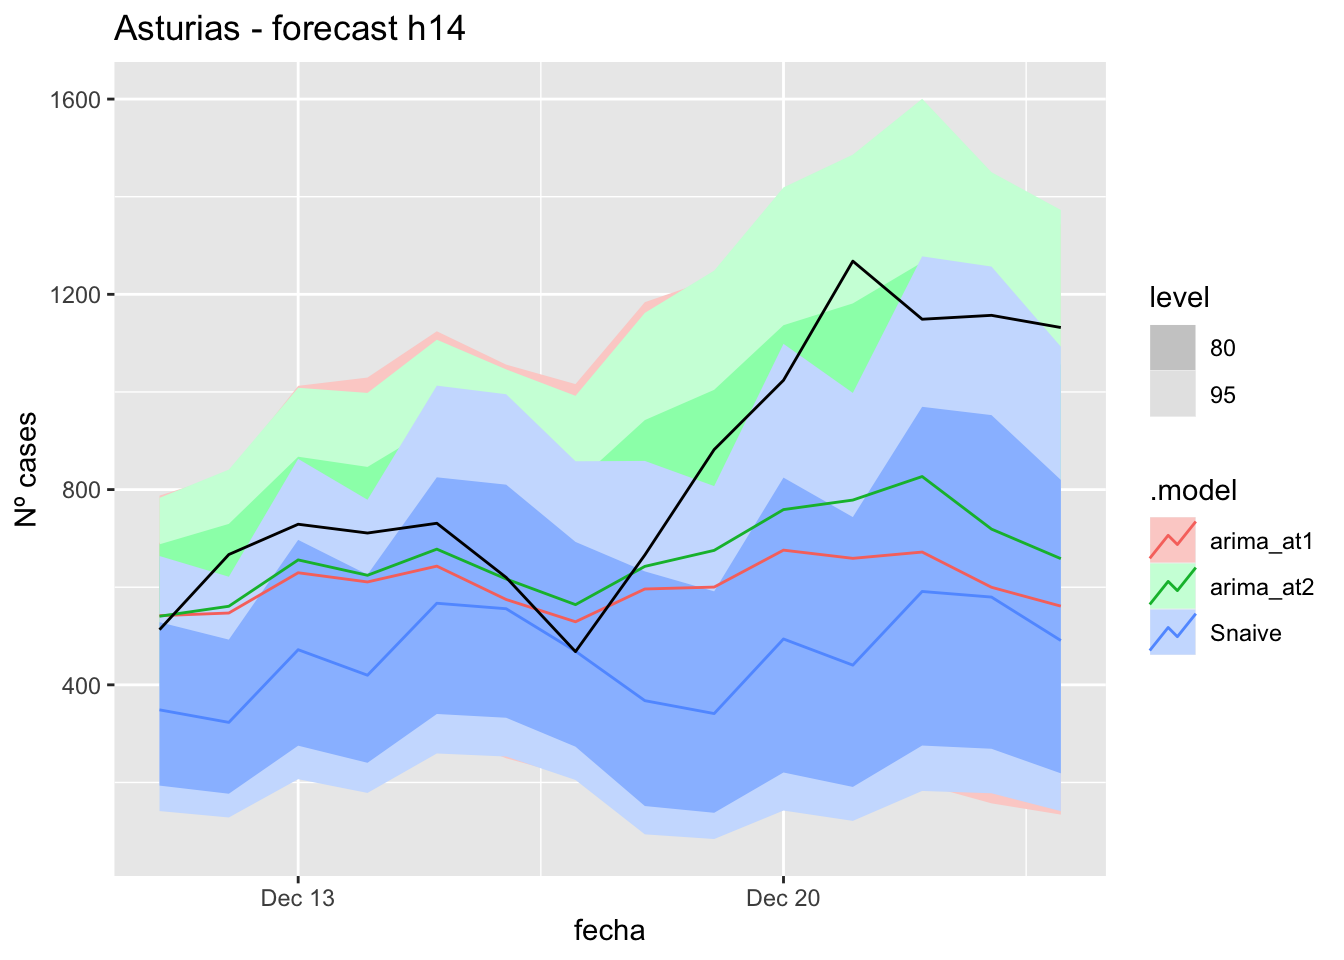 Asturias - forecast h14
1600
1200
800
400
Nº cases
Dec 13
Dec 20
fecha
level
80
95
.model
arima_at1
arima_at2
Snaive